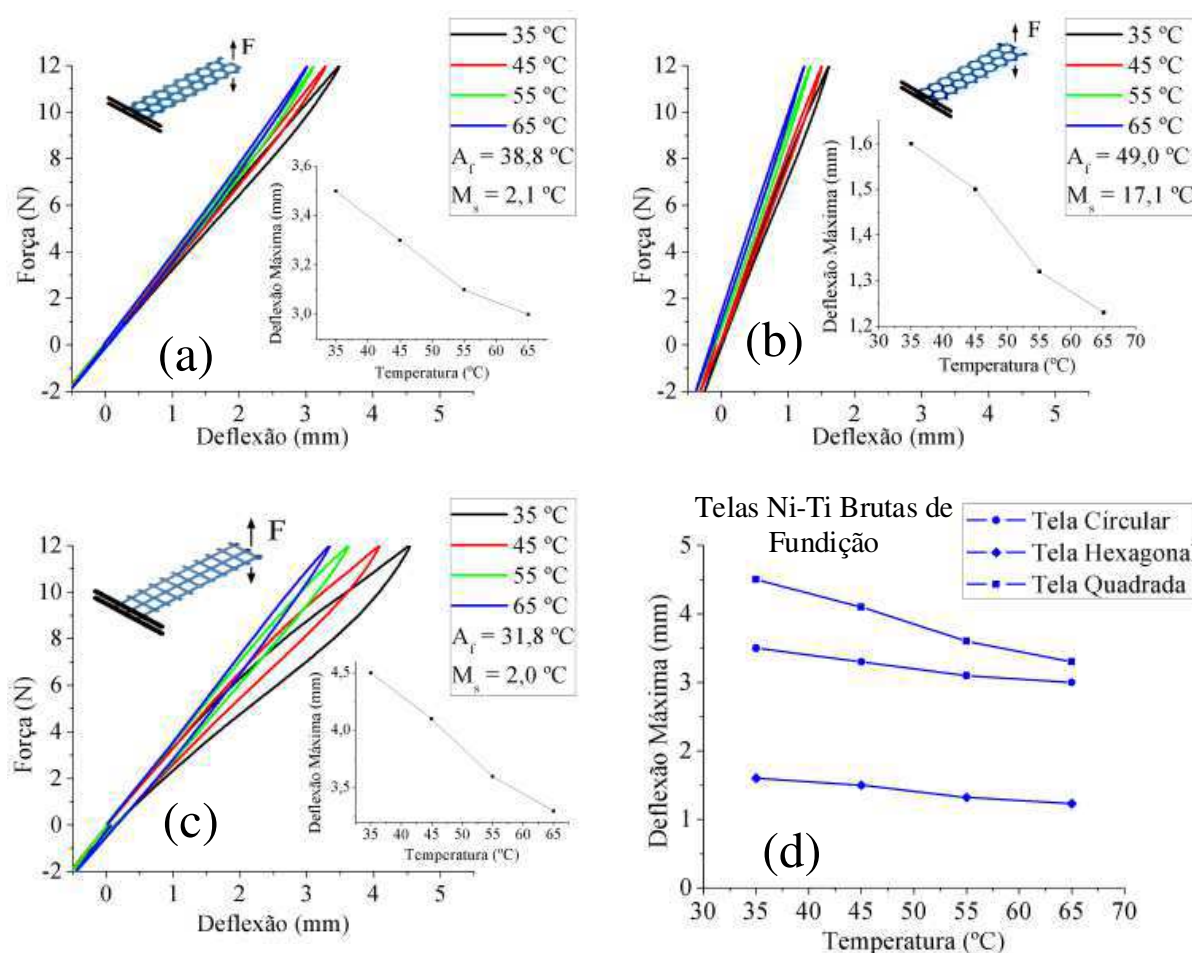 F
35 ºC
45 ºC
55 ºC
65 ºC
A_f = 38,8 ºC
M_s = 2,1 ºC
12
10
8
6
4
2
0
-2
Força (N)
0 1 2 3 4 5
Deflexão (mm)
3,6
3,4
3,2
3,0
Deflexão Máxima (mm)
35 40 45 50 55 60 65
Temperatura (ºC)
(a)
F
35 ºC
45 ºC
55 ºC
65 ºC
A_f = 49,0 ºC
M_s = 17,1 ºC
12
10
8
6
4
2
0
-2
Força (N)
0 1 2 3 4 5
Deflexão (mm)
1,6
1,5
1,4
1,3
1,2
Deflexão Máxima (mm)
30 35 40 45 50 55 60 65 70
Temperatura (ºC)
(b)
F
35 ºC
45 ºC
55 ºC
65 ºC
A_f = 31,8 ºC
M_s = 2,0 ºC
12
10
8
6
4
2
0
-2
Força (N)
0 1 2 3 4 5
Deflexão (mm)
4,5
4,0
3,5
Deflexão Máxima (mm)
35 40 45 50 55 60 65
Temperatura (ºC)
(c)
Telas Ni-Ti Brutas de
Fundição
Tela Circular
Tela Hexagonal
Tela Quadrada
5
4
3
2
1
0
Deflexão Máxima (mm)
30 35 40 45 50 55 60 65 70
Temperatura (ºC)
(d)